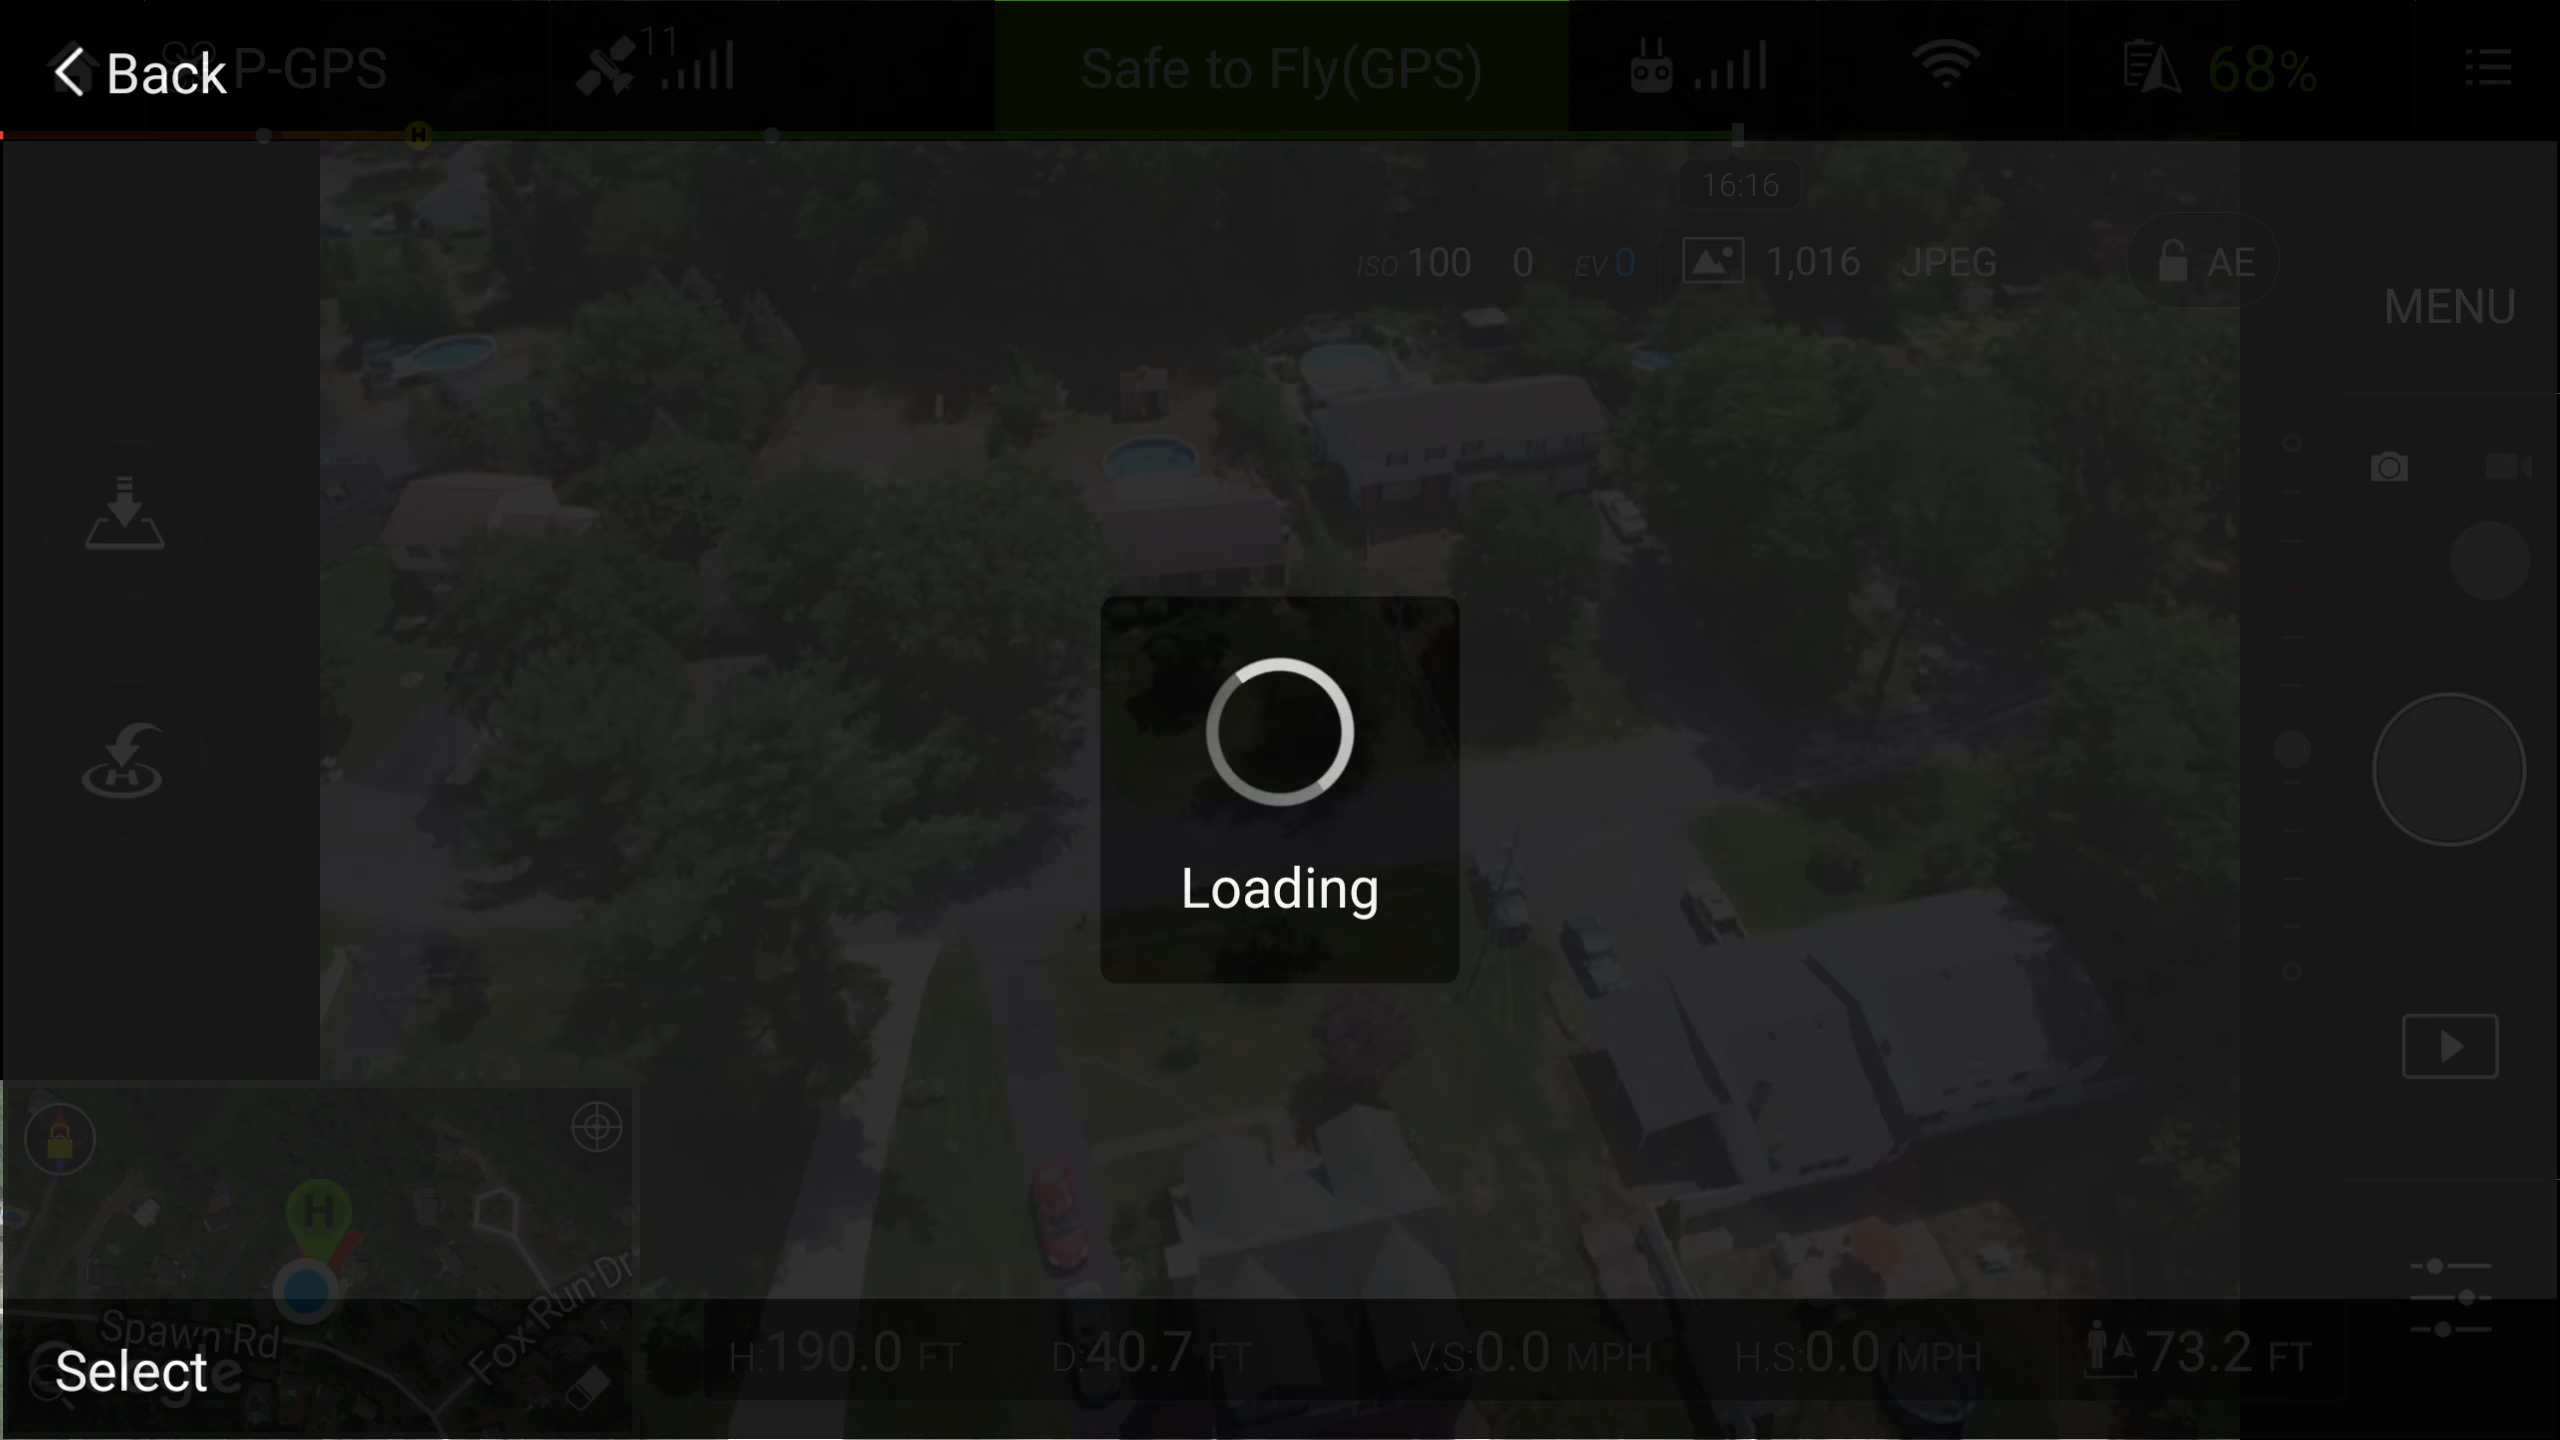 Back
P-GPS
11
Safe to Fly(GPS)
68%
H
16:16
ISO 100 0 EV 0 1,016 JPEG AE
MENU
H
Loading
H
Fox Run Dr
Spawn Rd
Select
H:190.0 FT D:40.7 FT V.S:0.0 MPH H.S:0.0 MPH 73.2 FT